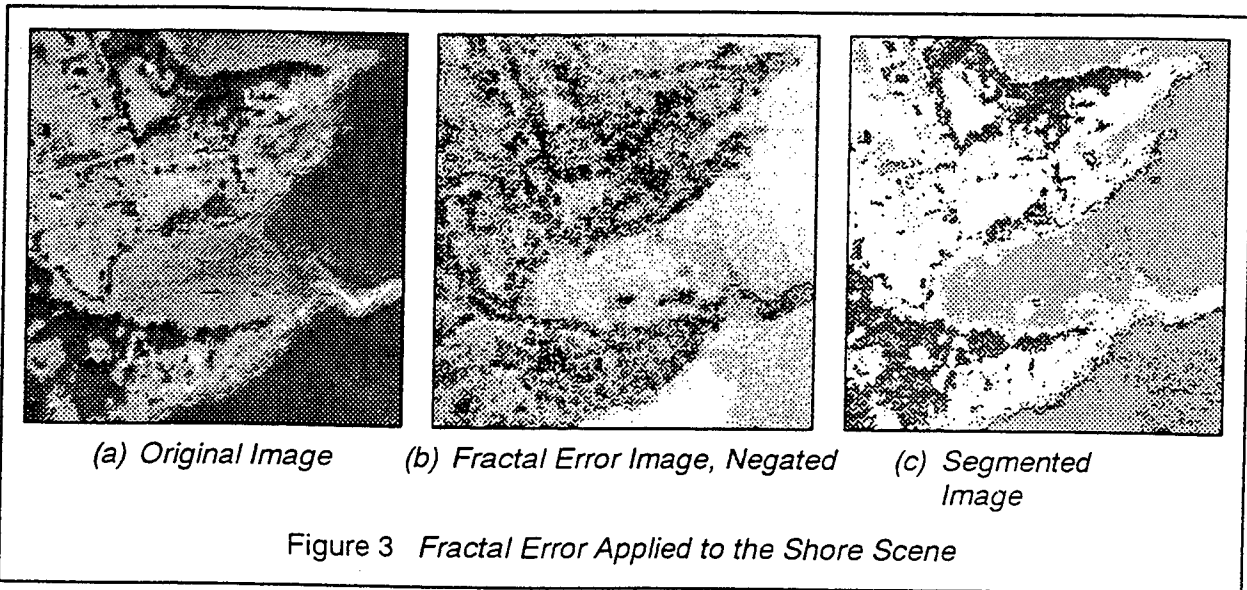 (a) Original Image
(b) Fractal Error Image, Negated
(c) Segmented
Image
Figure 3 Fractal Error Applied to the Shore Scene